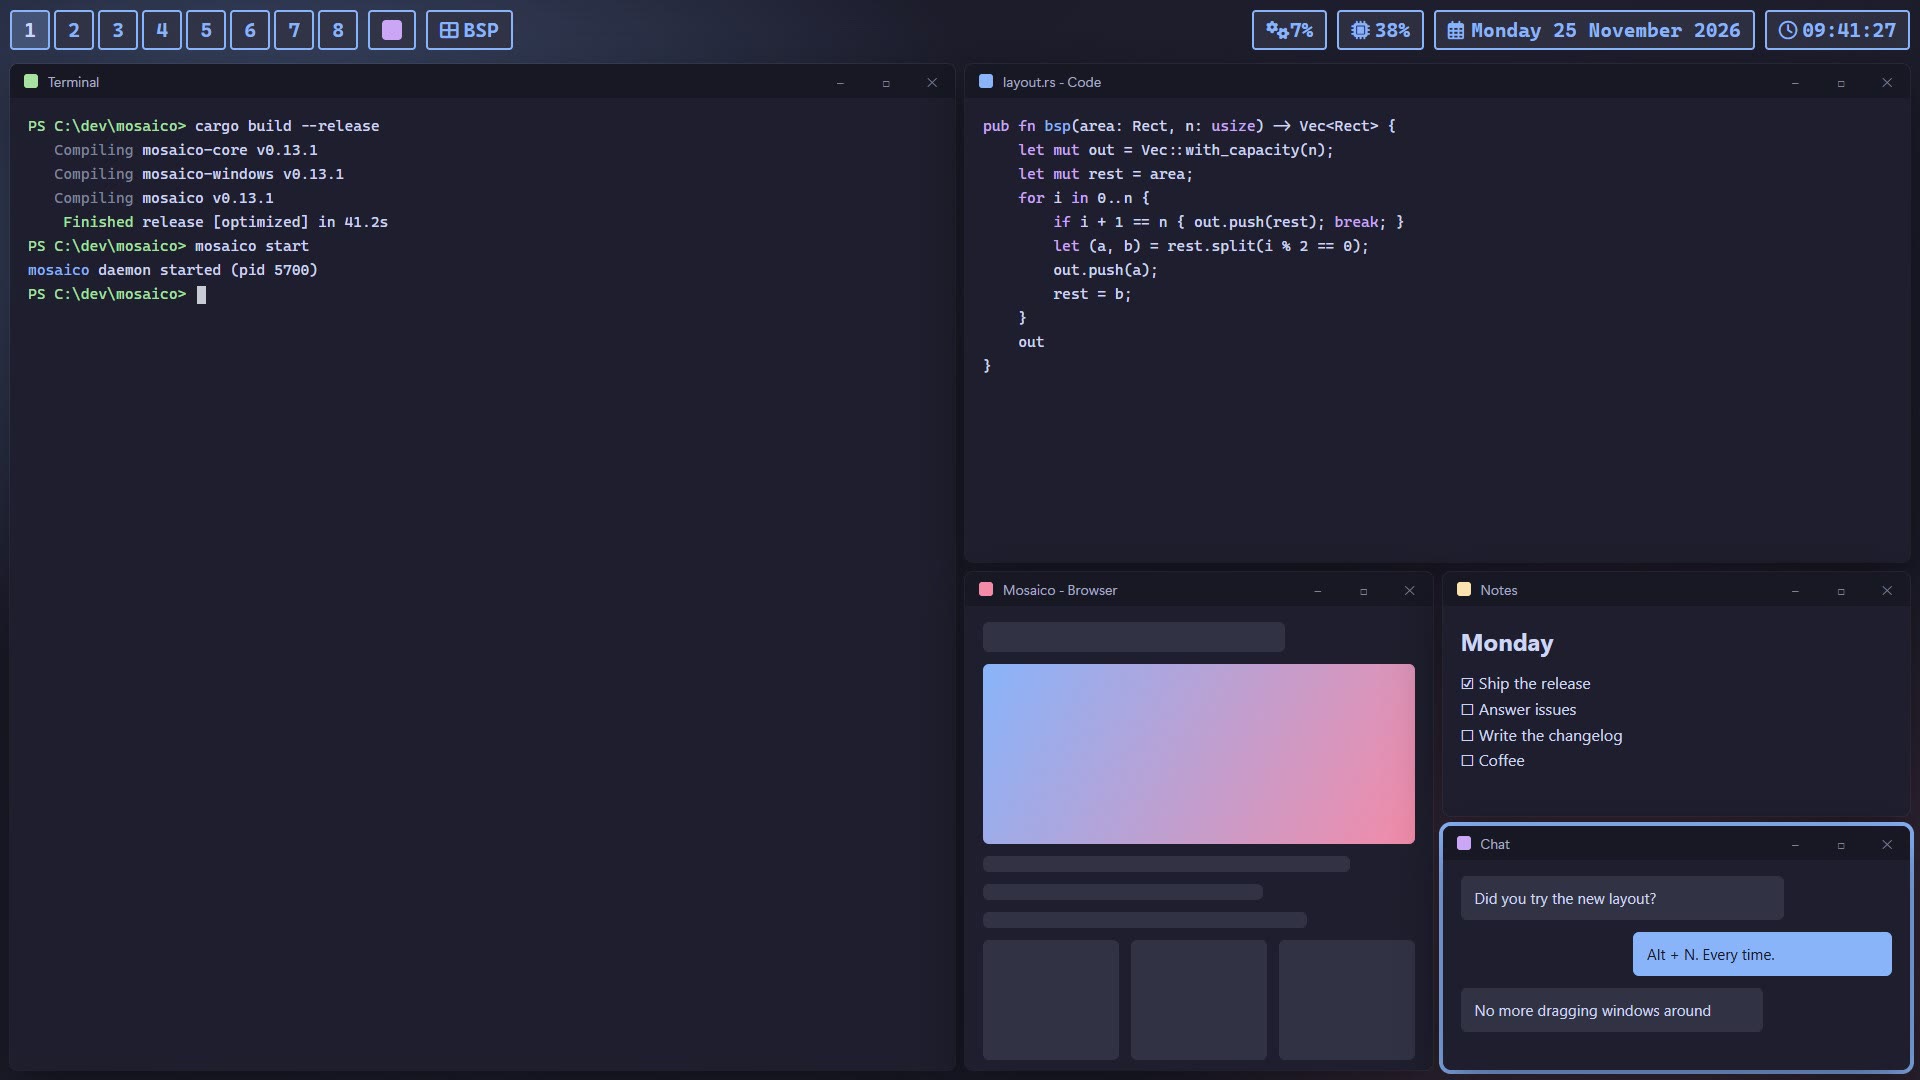 1 2 3 4 5 6 7 8 BSP 7% 38% Monday 25 November 2026 09:41:27
Terminal
PS C:\dev\mosaico> cargo build --release
Compiling mosaico-core v0.13.1
Compiling mosaico-windows v0.13.1
Compiling mosaico v0.13.1
Finished release [optimized] in 41.2s
PS C:\dev\mosaico> mosaico start
mosaico daemon started (pid 5700)
PS C:\dev\mosaico>
layout.rs - Code
pub fn bsp(area: Rect, n: usize) -> Vec<Rect> {
    let mut out = Vec::with_capacity(n);
    let mut rest = area;
    for i in 0..n {
        if i + 1 == n { out.push(rest); break; }
        let (a, b) = rest.split(i % 2 == 0);
        out.push(a);
        rest = b;
    }
    out
}
Mosaico - Browser
Notes
Monday
☑ Ship the release
☐ Answer issues
☐ Write the changelog
☐ Coffee
Chat
Did you try the new layout?
Alt + N. Every time.
No more dragging windows around